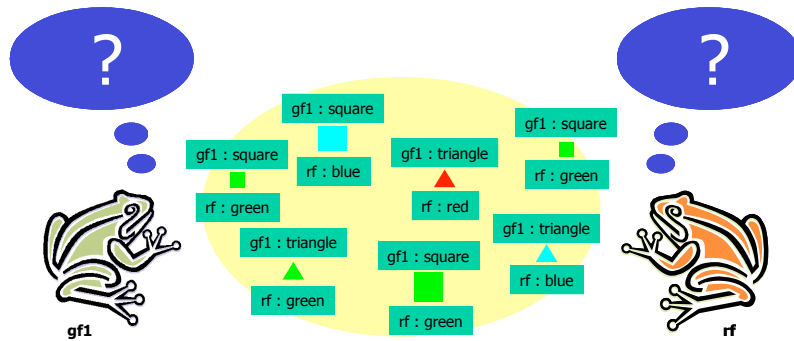 ?
?
gf1 : square
rf : blue
gf1 : square
rf : green
gf1 : triangle
rf : red
gf1 : square
rf : green
gf1 : triangle
rf : green
gf1 : square
rf : green
gf1 : triangle
rf : blue
gf1
rf